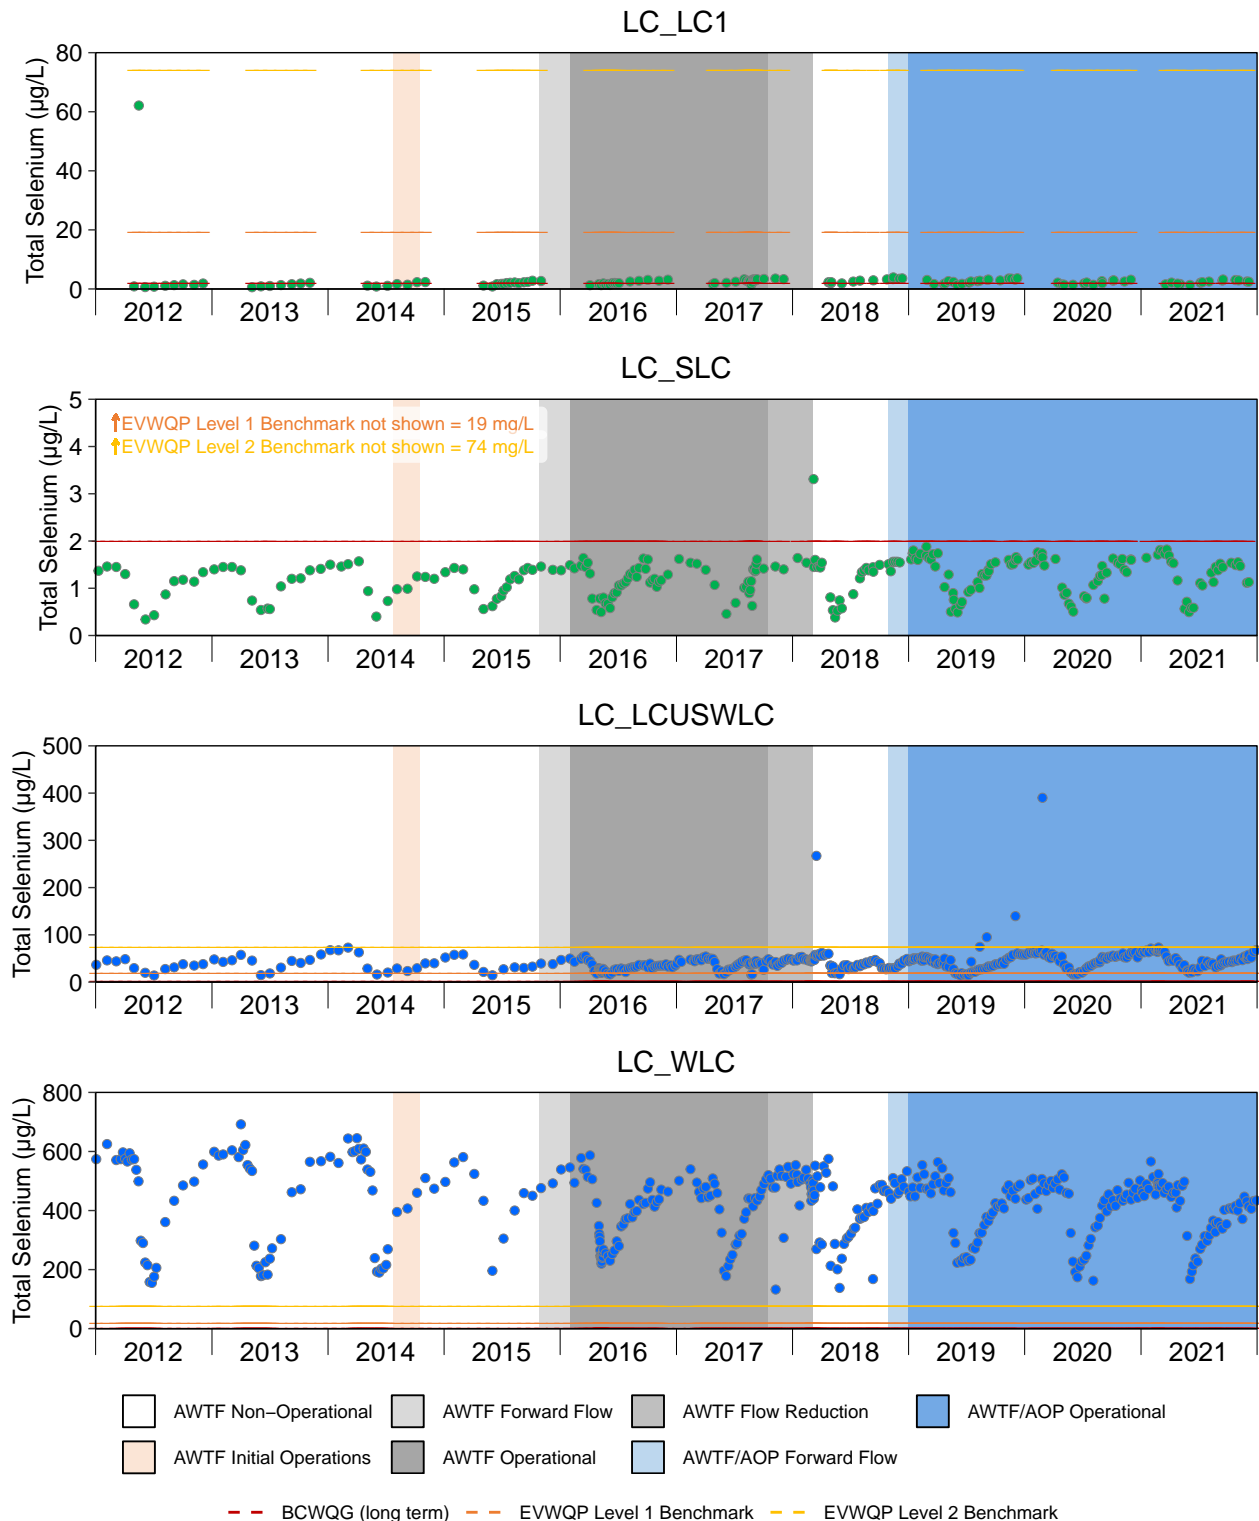 LC_LC1
Total Selenium (µg/L)
80
60
40
20
0
2012 2013 2014 2015 2016 2017 2018 2019 2020 2021
LC_SLC
Total Selenium (µg/L)
5
4
3
2
1
0
EVWQP Level 1 Benchmark not shown = 19 mg/L
EVWQP Level 2 Benchmark not shown = 74 mg/L
2012 2013 2014 2015 2016 2017 2018 2019 2020 2021
LC_LCUSWLC
Total Selenium (µg/L)
500
400
300
200
100
0
2012 2013 2014 2015 2016 2017 2018 2019 2020 2021
LC_WLC
Total Selenium (µg/L)
800
600
400
200
0
2012 2013 2014 2015 2016 2017 2018 2019 2020 2021
AWTF Non−Operational AWTF Forward Flow AWTF Flow Reduction AWTF/AOP Operational
AWTF Initial Operations AWTF Operational AWTF/AOP Forward Flow
BCWQG (long term) EVWQP Level 1 Benchmark EVWQP Level 2 Benchmark